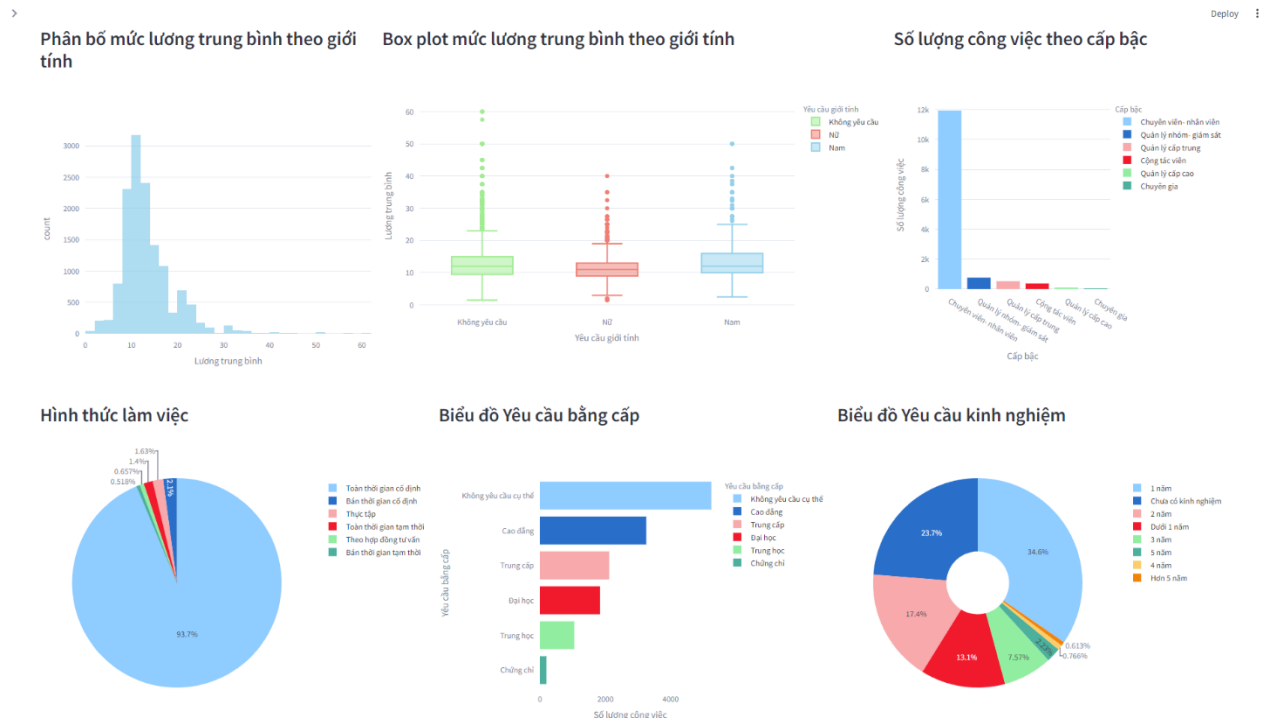 Deploy
Phân bố mức lương trung bình theo giới
tính
3000
2500
2000
1500
1000
500
0
count
0
10
20
30
40
50
60
Lương trung bình
Box plot mức lương trung bình theo giới tính
60
50
40
30
20
10
0
Lương trung bình
Không yêu cầu
Nữ
Nam
Yêu cầu giới tính
Yêu cầu giới tính
Không yêu cầu
Nữ
Nam
Số lượng công việc theo cấp bậc
12k
10k
8k
6k
4k
2k
0
Số lượng công việc
Chuyên viên- nhân viên
Quản lý nhóm- giám sát
Quản lý cấp trung
Cộng tác viên
Quản lý cấp cao
Chuyên gia
Cấp bậc
Cấp bậc
Chuyên viên- nhân viên
Quản lý nhóm- giám sát
Quản lý cấp trung
Cộng tác viên
Quản lý cấp cao
Chuyên gia
Hình thức làm việc
1.63%
1.4%
0.657%
0.518%
2.1%
93.7%
Toàn thời gian cố định
Bán thời gian cố định
Thực tập
Toàn thời gian tạm thời
Theo hợp đồng tư vấn
Bán thời gian tạm thời
Biểu đồ Yêu cầu bằng cấp
Yêu cầu bằng cấp
Không yêu cầu cụ thể
Cao đẳng
Trung cấp
Đại học
Trung học
Chứng chỉ
0
2000
4000
Số lượng công việc
Yêu cầu bằng cấp
Không yêu cầu cụ thể
Cao đẳng
Trung cấp
Đại học
Trung học
Chứng chỉ
Biểu đồ Yêu cầu kinh nghiệm
23.7%
34.6%
17.4%
13.1%
7.57%
0.613%
0.766%
1 năm
Chưa có kinh nghiệm
2 năm
Dưới 1 năm
3 năm
5 năm
4 năm
Hơn 5 năm